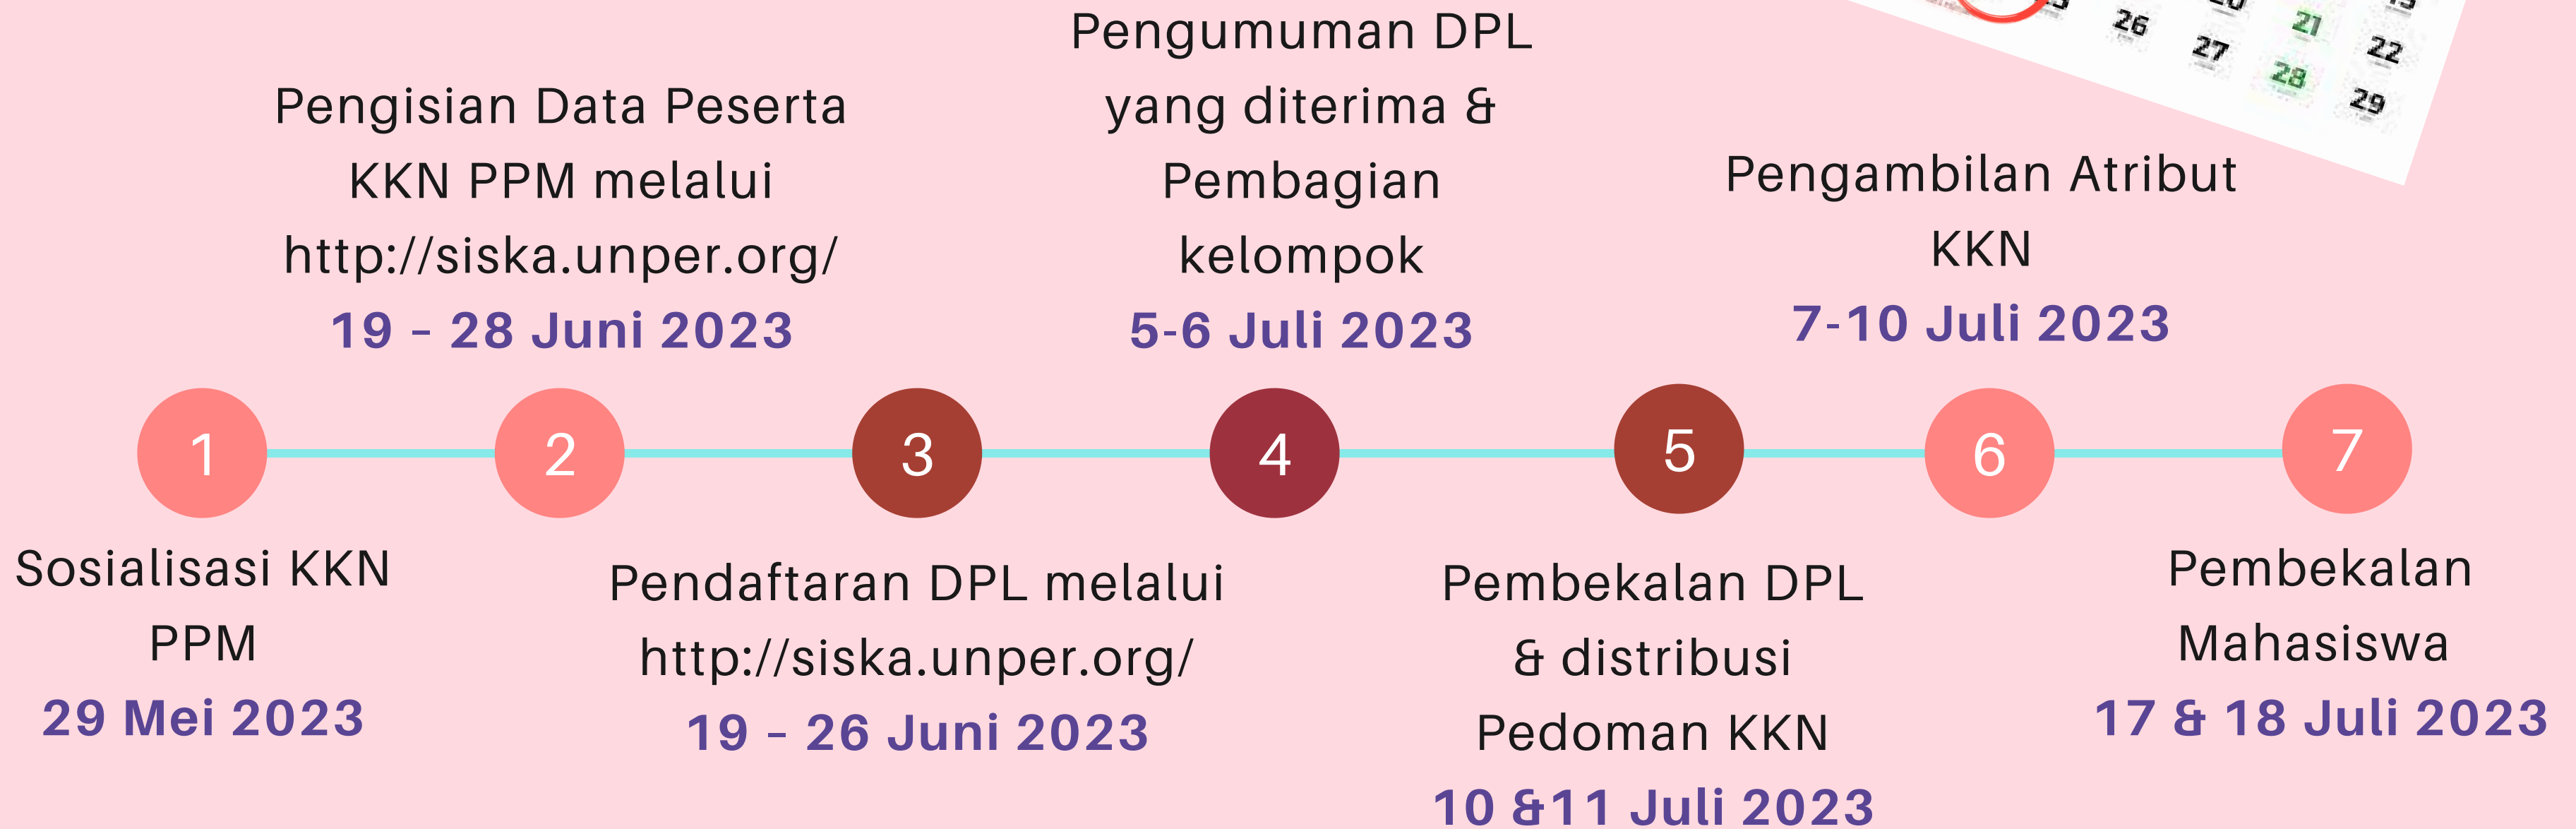 Pengisian Data Peserta
KKN PPM melalui
http://siska.unper.org/
19 – 28 Juni 2023
Pengumuman DPL
yang diterima &
Pembagian
kelompok
5-6 Juli 2023
Pengambilan Atribut
KKN
7-10 Juli 2023
21
26
22
27
28
29
1
2
3
4
5
6
7
Sosialisasi KKN
PPM
29 Mei 2023
Pendaftaran DPL melalui
http://siska.unper.org/
19 – 26 Juni 2023
Pembekalan DPL
& distribusi
Pedoman KKN
10 &11 Juli 2023
Pembekalan
Mahasiswa
17 & 18 Juli 2023